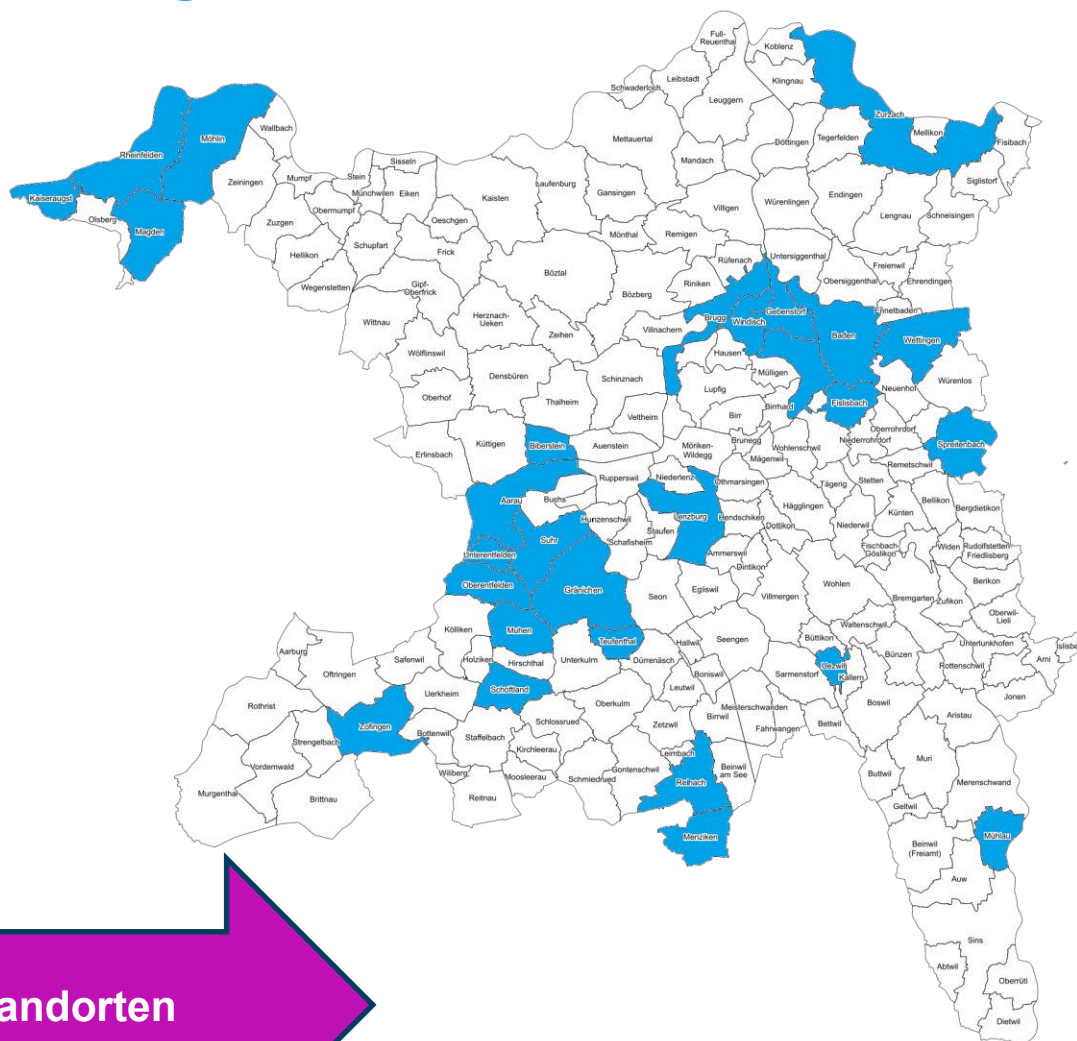 Full-
Reuenthal
Koblenz
Leibstadt
Klingnau
Schwaderloch
Leuggern
Zurzach
Wallbach
Möhlin
Mettauertal
Döttingen
Tegerfelden
Mellikon
Fisibach
Rheinfelden
Sisseln
Mandach
Siglistorf
Kaiseraugst
Zeiningen
Mumpf
Stein
Münchwilen
Eiken
Kaisten
Laufenburg
Gansingen
Endingen
Olsberg
Magden
Obermumpf
Zuzgen
Oeschgen
Villigen
Würenlingen
Lengnau
Schneisingen
Hellikon
Schupfart
Frick
Mönthal
Remigen
Wegenstetten
Gipf-
Oberfrick
Böztal
Rüfenach
Untersiggenthal
Freienwil
Obersiggenthal
Ehrendingen
Bözberg
Riniken
Wittnau
Herznach-
Ueken
Zeihen
Villnachern
Brugg
Windisch
Gebenstorf
Ennetbaden
Baden
Wettingen
Wölflinswil
Hausen
Densbüren
Schinznach
Mülligen
Oberhof
Lupfig
Neuenhof
Würenlos
Thalheim
Birrhard
Fislisbach
Veltheim
Birr
Küttigen
Biberstein
Auenstein
Oberrohrdorf
Spreitenbach
Erlinsbach
Möriken-
Wildegg
Brunegg
Wohlenschwil
Niederrohrdorf
Mägenwil
Remetschwil
Rupperswil
Niederlenz
Othmarsingen
Tägerig
Stetten
Bellikon
Aarau
Buchs
Hunzenschwil
Lenzburg
Hendschiken
Hägglingen
Künten
Bergdietikon
Suhr
Schafisheim
Staufen
Dottikon
Niederwil
Unterentfelden
Ammerswil
Fischbach-
Göslikon
Widen
Rudolfstetten-
Friedlisberg
Dintikon
Oberentfelden
Gränichen
Seon
Egliswil
Villmergen
Wohlen
Bremgarten
Zufikon
Berikon
Oberwil-
Lieli
Kölliken
Muhen
Teufenthal
Hallwil
Seengen
Waltenschwil
Büttikon
Unterlunkhofen
Aarburg
Safenwil
Holziken
Hirschthal
Unterkulm
Dürrenäsch
Boniswil
Uezwil
Kallern
Bünzen
Rottenschwil
Arni
Oftringen
Sarmenstorf
Rothrist
Uerkheim
Schöftland
Leutwil
Boswil
Jonen
Oberkulm
Meisterschwanden
Zofingen
Schlossrued
Zetzwil
Birrwil
Fahrwangen
Bettwil
Aristau
Strengelbach
Bottenwil
Staffelbach
Kirchleerau
Leimbach
Muri
Vordemwald
Wiliberg
Moosleerau
Schmiedrued
Gontenschwil
Reinach
Beinwil
am See
Buttwil
Merenschwand
Murgenthal
Brittnau
Reitnau
Geltwil
Menziken
Mühlau
Beinwil
(Freiamt)
Auw
Sins
Abtwil
Oberrüti
Dietwil